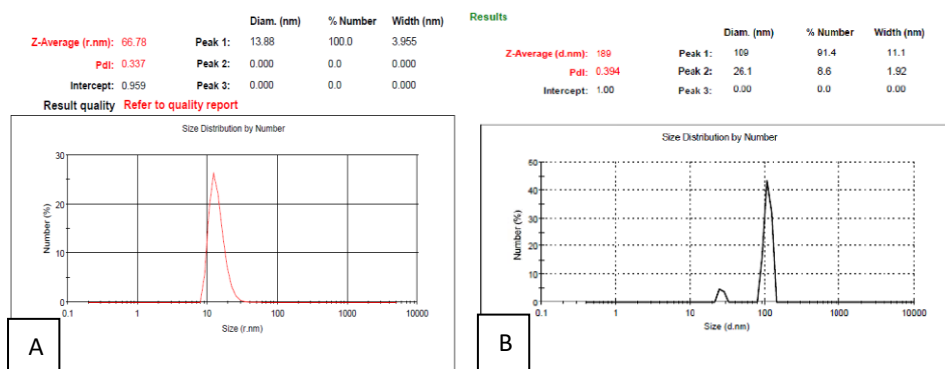 Diam. (nm) % Number Width (nm)
Z-Average (r.nm): 66.78 Peak 1: 13.88 100.0 3.955
PdI: 0.337 Peak 2: 0.000 0.0 0.000
Intercept: 0.959 Peak 3: 0.000 0.0 0.000
Result quality Refer to quality report
Size Distribution by Number
30
20
10
0
Number (%)
0.1 1 10 100 1000 10000
Size (r.nm)
A
Results
Diam. (nm) % Number Width (nm)
Z-Average (d.nm): 189 Peak 1: 109 91.4 11.1
PdI: 0.394 Peak 2: 26.1 8.6 1.92
Intercept: 1.00 Peak 3: 0.00 0.0 0.00
Size Distribution by Number
50
40
30
20
10
0
Number (%)
0.1 1 10 100 1000 10000
Size (d.nm)
B